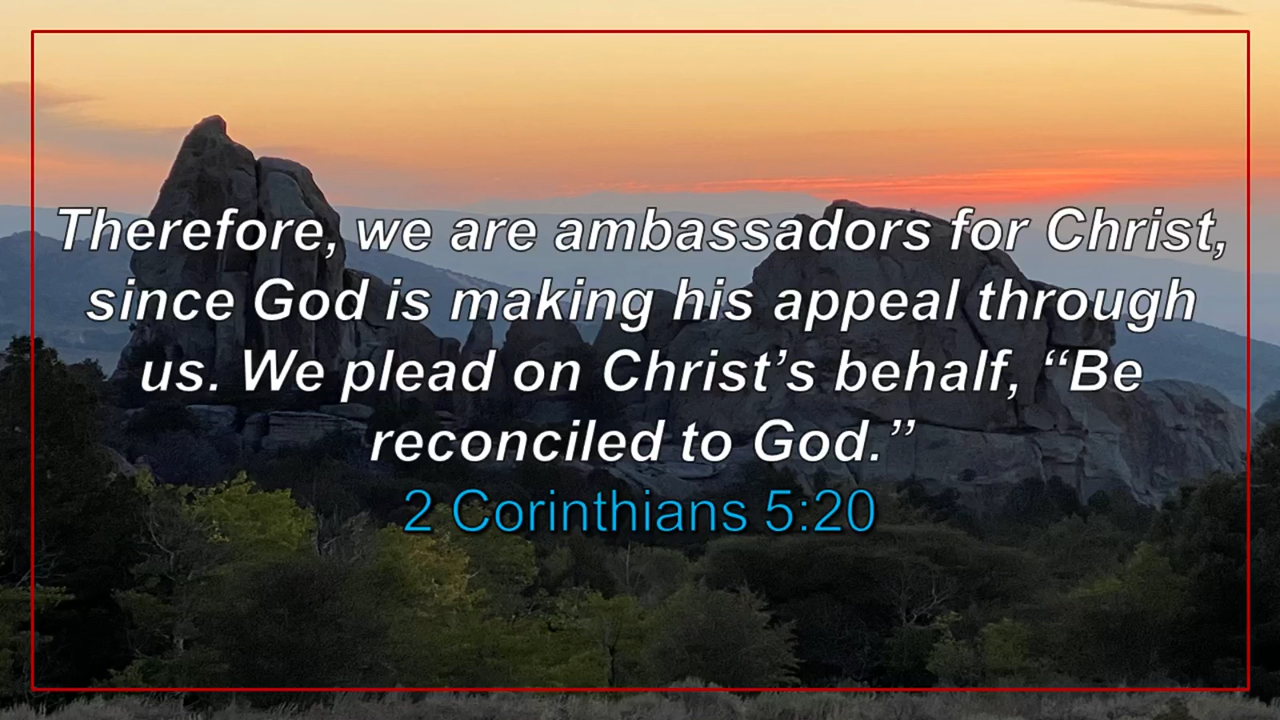 Therefore, we are ambassadors for Christ,
since God is making his appeal through
us. We plead on Christ’s behalf, “Be
reconciled to God.”
2 Corinthians 5:20